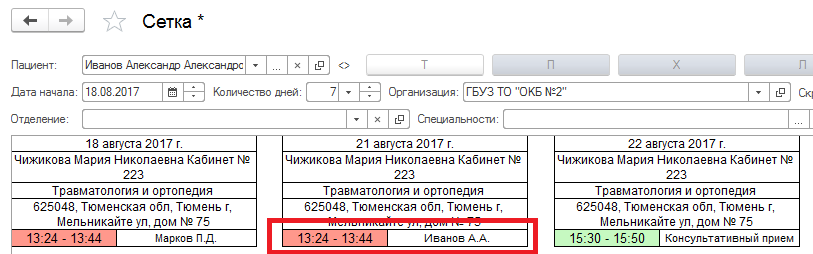 Сетка *
Пациент: Иванов Александр Александро
Т П Х Л
Дата начала: 18.08.2017 Количество дней: 7 Организация: ГБУЗ ТО "ОКБ №2" Скр
Отделение: Специальности:
18 августа 2017 г.
Чижикова Мария Николаевна Кабинет №
223
Травматология и ортопедия
625048, Тюменская обл, Тюмень г,
Мельникайте ул, дом № 75
13:24 - 13:44 Марков П.Д.
21 августа 2017 г.
Чижикова Мария Николаевна Кабинет №
223
Травматология и ортопедия
625048, Тюменская обл, Тюмень г,
Мельникайте ул, дом № 75
13:24 - 13:44 Иванов А.А.
22 августа 2017 г.
Чижикова Мария Николаевна Кабинет №
223
Травматология и ортопедия
625048, Тюменская обл, Тюмень г,
Мельникайте ул, дом № 75
15:30 - 15:50 Консультативный прием